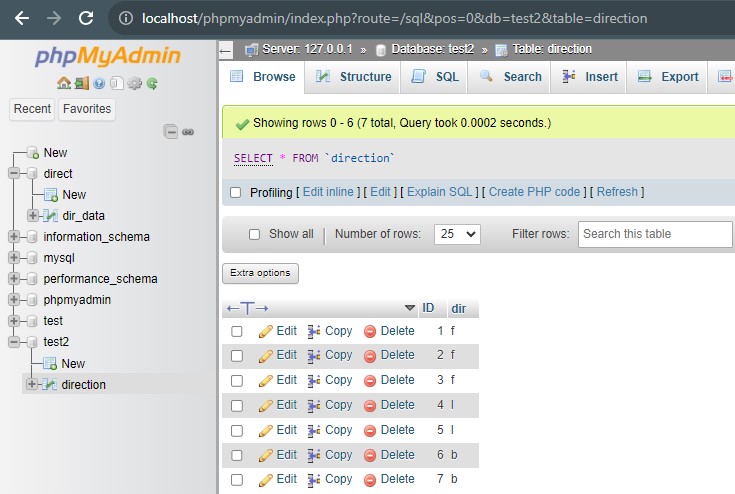 localhost/phpmyadmin/index.php?route=/sql&pos=0&db=test2&table=direction
phpMyAdmin
Recent Favorites
New
direct
New
dir_data
information_schema
mysql
performance_schema
phpmyadmin
test
test2
New
direction
Server: 127.0.0.1 » Database: test2 » Table: direction
Browse Structure SQL Search Insert Export
Showing rows 0 - 6 (7 total, Query took 0.0002 seconds.)
SELECT * FROM `direction`
Profiling [ Edit inline ] [ Edit ] [ Explain SQL ] [ Create PHP code ] [ Refresh ]
Show all | Number of rows: 25 Filter rows: Search this table
Extra options
←T→ ID dir
Edit Copy Delete 1 f
Edit Copy Delete 2 f
Edit Copy Delete 3 f
Edit Copy Delete 4 l
Edit Copy Delete 5 l
Edit Copy Delete 6 b
Edit Copy Delete 7 b